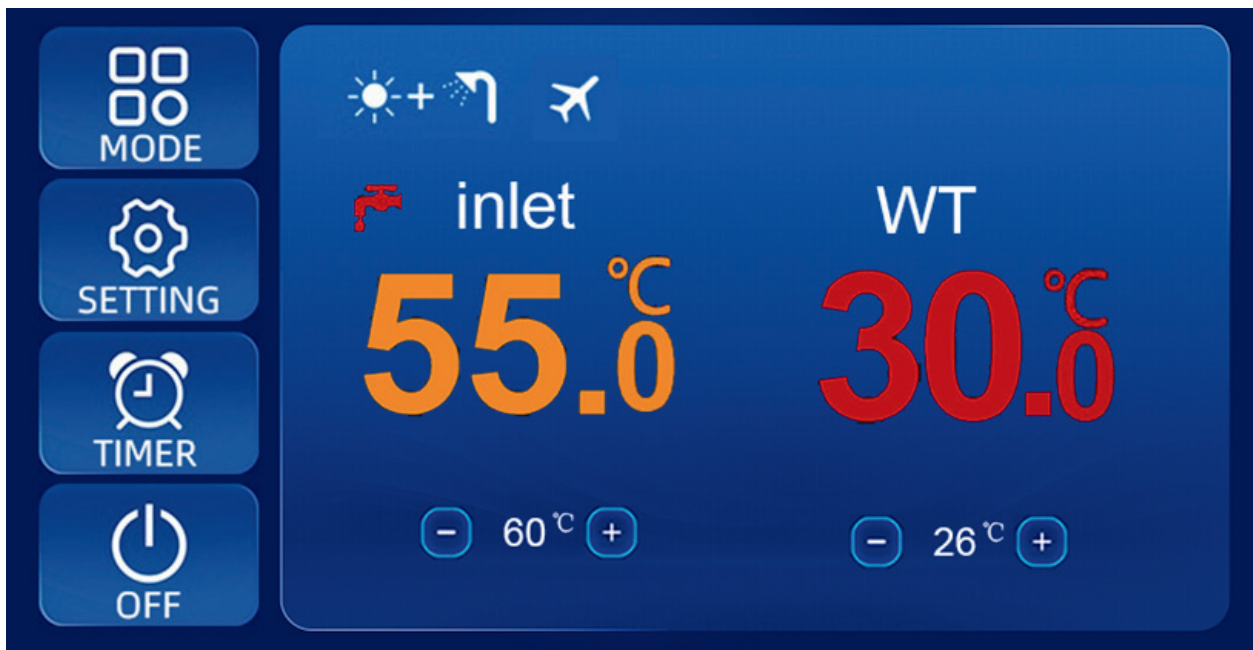 MODE
SETTING
TIMER
OFF
+
inlet
55.0℃
- 60℃ +
WT
30.0℃
- 26℃ +